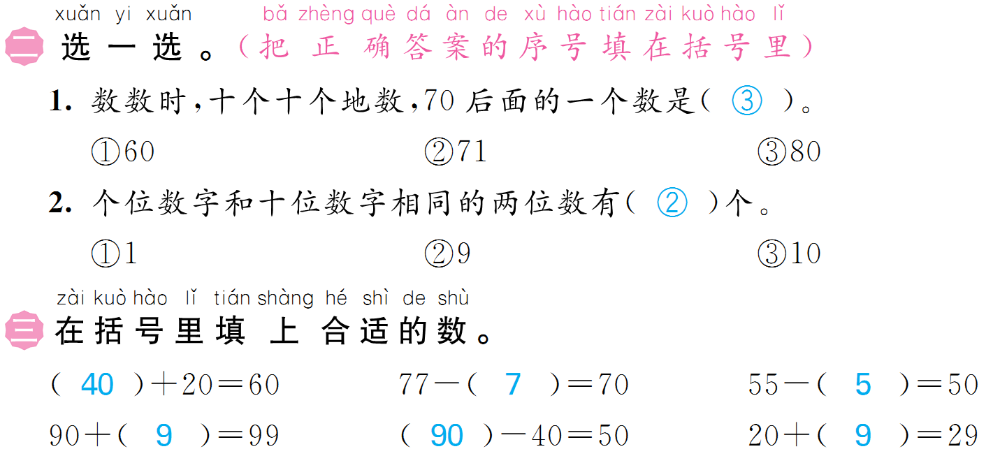 xuǎn yi xuǎn bǎ zhèng què dá àn de xù hào tián zài kuò hào lǐ
二 选一选。(把正确答案的序号填在括号里)
1. 数数时,十个十个地数,70后面的一个数是( ③ )。
①60 ②71 ③80
2. 个位数字和十位数字相同的两位数有( ② )个。
①1 ②9 ③10
zài kuò hào lǐ tián shàng hé shì de shù
三 在括号里填上合适的数。
( 40 )+20=60 77-( 7 )=70 55-( 5 )=50
90+( 9 )=99 ( 90 )-40=50 20+( 9 )=29